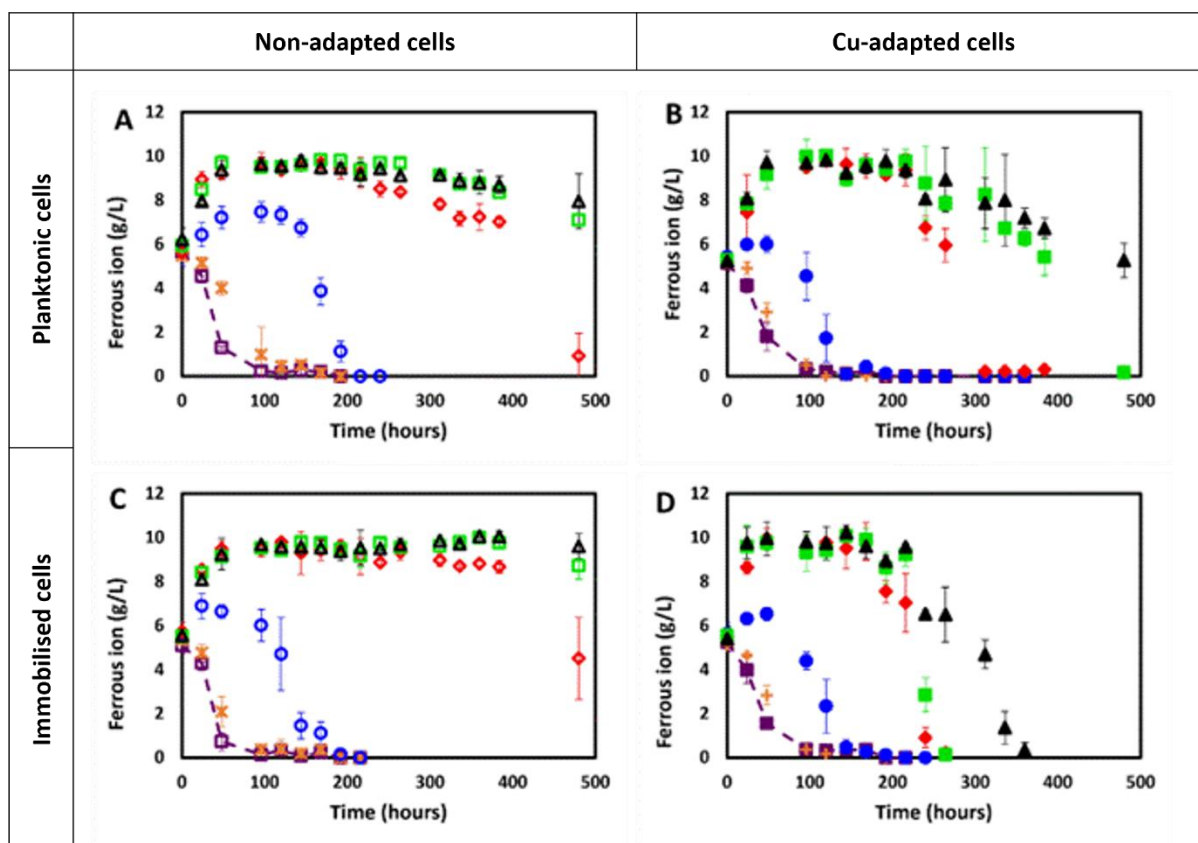 Non-adapted cells
Cu-adapted cells
Planktonic cells
A
12
10
8
6
4
2
0
Ferrous ion (g/L)
0 100 200 300 400 500
Time (hours)
B
12
10
8
6
4
2
0
Ferrous ion (g/L)
0 100 200 300 400 500
Time (hours)
Immobilised cells
C
12
10
8
6
4
2
0
Ferrous ion (g/L)
0 100 200 300 400 500
Time (hours)
D
12
10
8
6
4
2
0
Ferrous ion (g/L)
0 100 200 300 400 500
Time (hours)